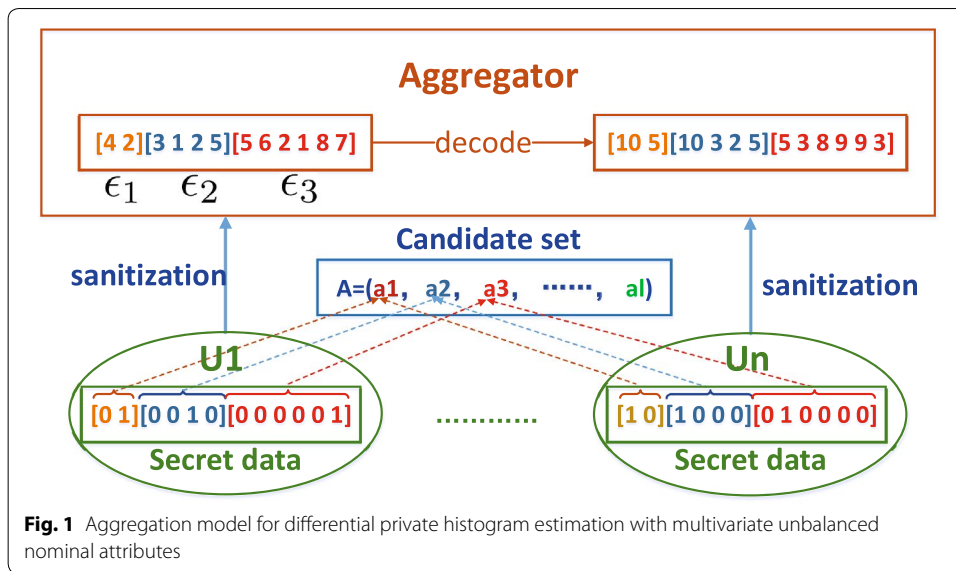 Aggregator
[4 2][3 1 2 5][5 6 2 1 8 7]
decode
[10 5][10 3 2 5][5 3 8 9 9 3]
ϵ1 ϵ2 ϵ3
Candidate set
sanitization
sanitization
A=(a1, a2, a3, ······, al)
U1
Un
[0 1][0 0 1 0][0 0 0 0 0 1]
············
[1 0][1 0 0 0][0 1 0 0 0 0]
Secret data
Secret data
Fig. 1 Aggregation model for differential private histogram estimation with multivariate unbalanced
nominal attributes